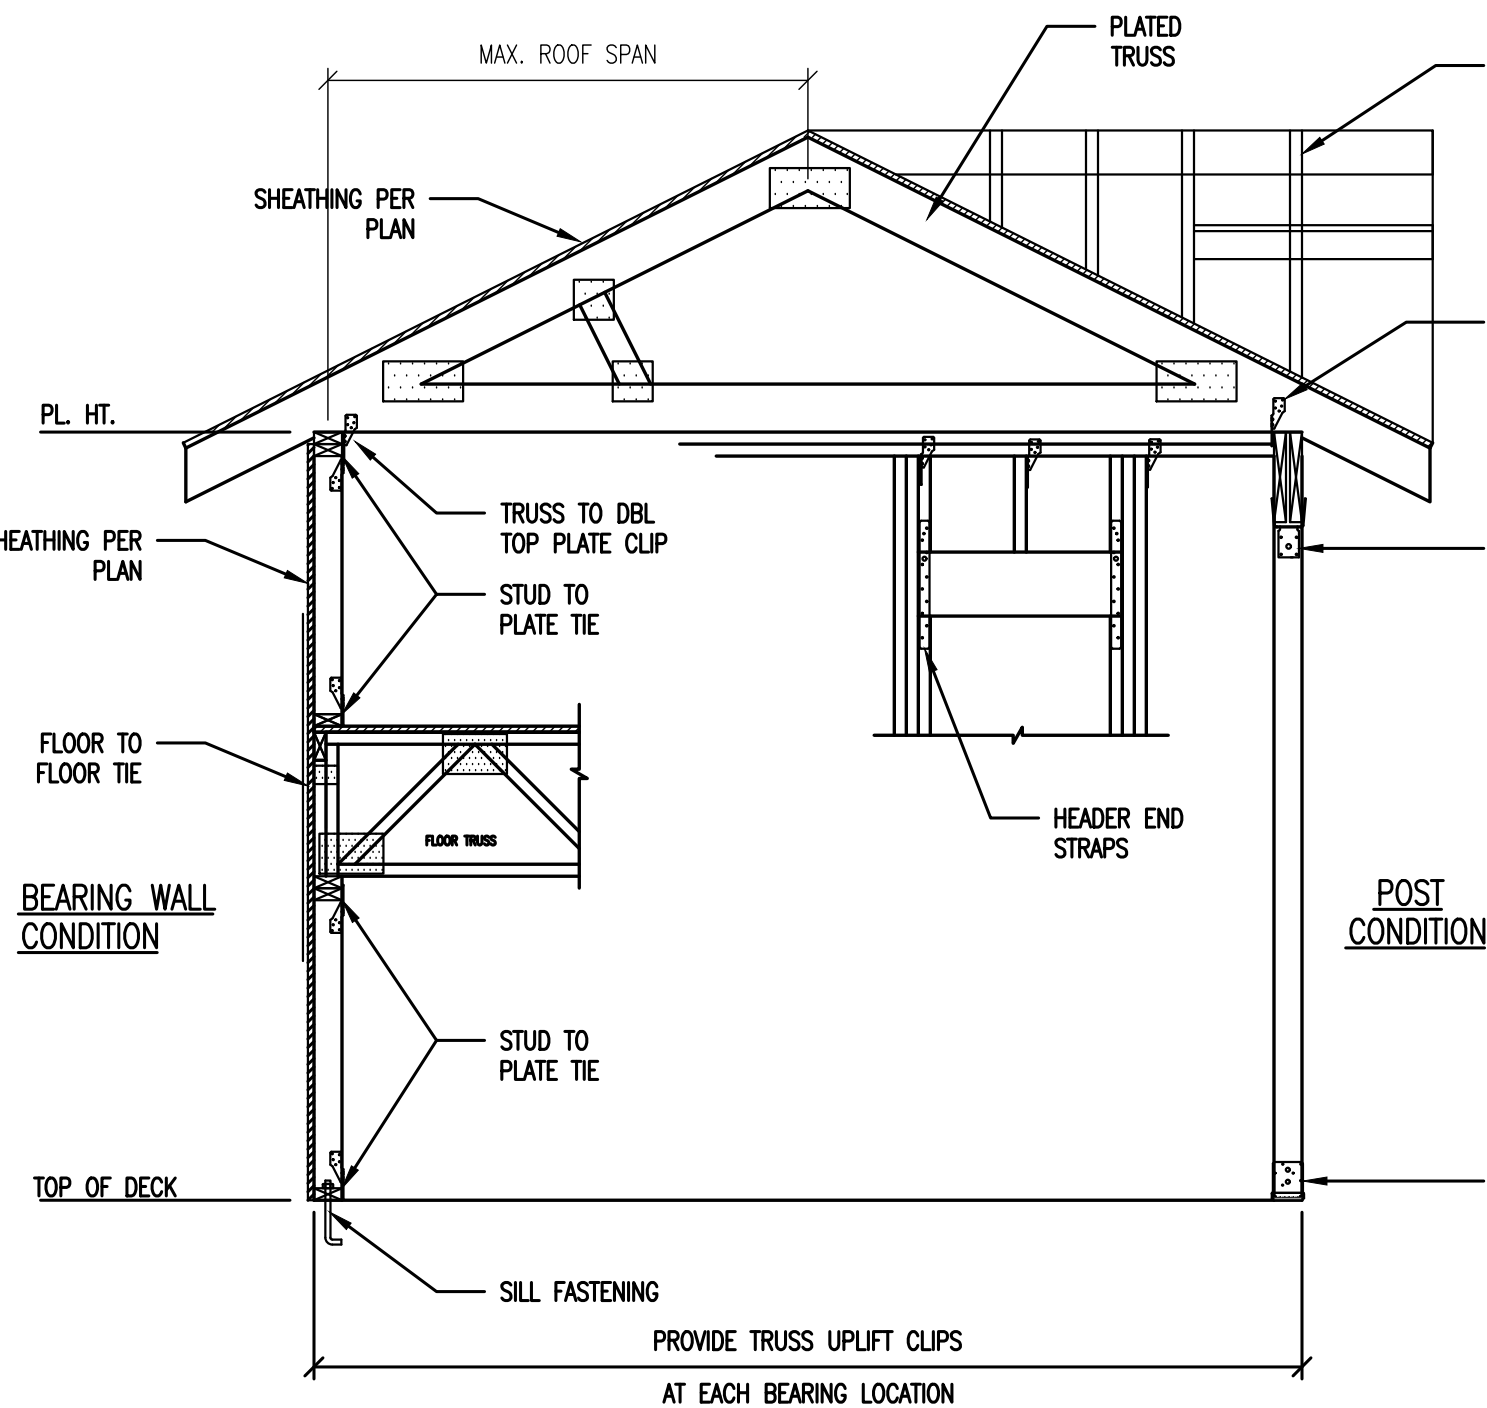 MAX. ROOF SPAN
PLATED
TRUSS
SHEATHING PER
PLAN
PL. HT.
TRUSS TO DBL
TOP PLATE CLIP
HEATHING PER
PLAN
STUD TO
PLATE TIE
FLOOR TO
FLOOR TIE
FLOOR TRUSS
HEADER END
STRAPS
BEARING WALL
CONDITION
POST
CONDITION
STUD TO
PLATE TIE
TOP OF DECK
SILL FASTENING
PROVIDE TRUSS UPLIFT CLIPS
AT EACH BEARING LOCATION